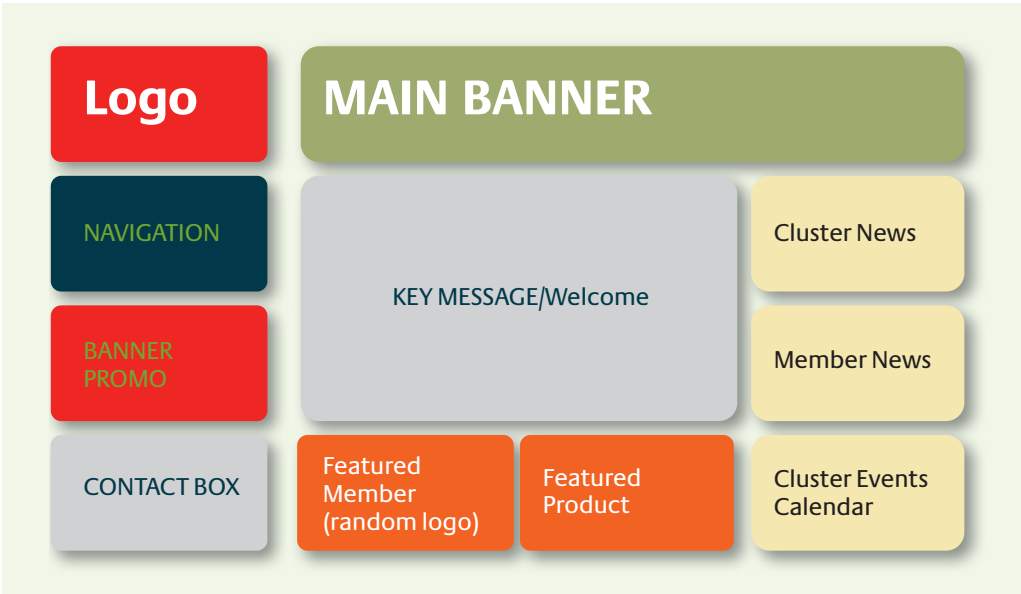 Logo
MAIN BANNER
NAVIGATION
KEY MESSAGE/Welcome
Cluster News
BANNER
PROMO
Member News
CONTACT BOX
Featured
Member
(random logo)
Featured
Product
Cluster Events
Calendar